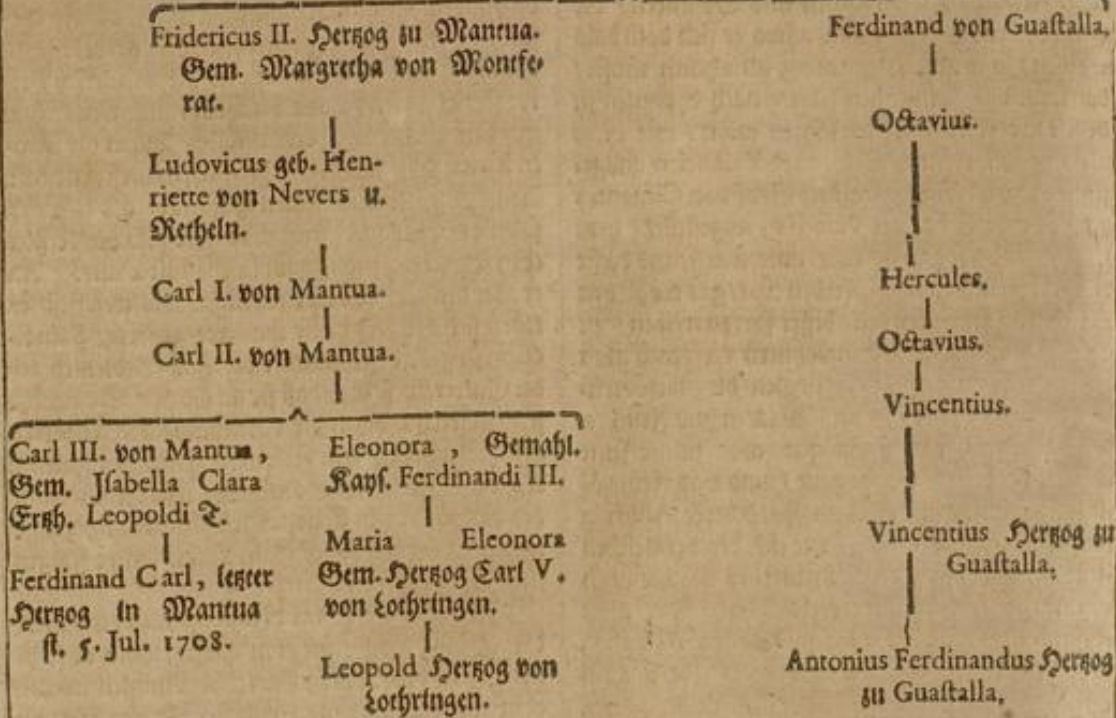 Fridericus II. Hertzog zu Mantua.
Gem. Margretha von Montfe-
rat.
Ludovicus geb. Hen-
riette von Nevers u.
Retheln.
Carl I. von Mantua.
Carl II. von Mantua.
Carl III. von Mantua,
Gem. Isabella Clara
Ertzh. Leopoldi T.
Ferdinand Carl, letzter
Hertzog in Mantua
st. 5. Jul. 1708.
Eleonora, Gemahl.
Kays. Ferdinandi III.
Maria Eleonora
Gem. Hertzog Carl V.
von Lothringen.
Leopold Hertzog von
Lothringen.
Ferdinand von Guastalla,
Octavius.
Hercules,
Octavius.
Vincentius.
Vincentius Hertzog zu
Guastalla,
Antonius Ferdinandus Hertzog
zu Guastalla,